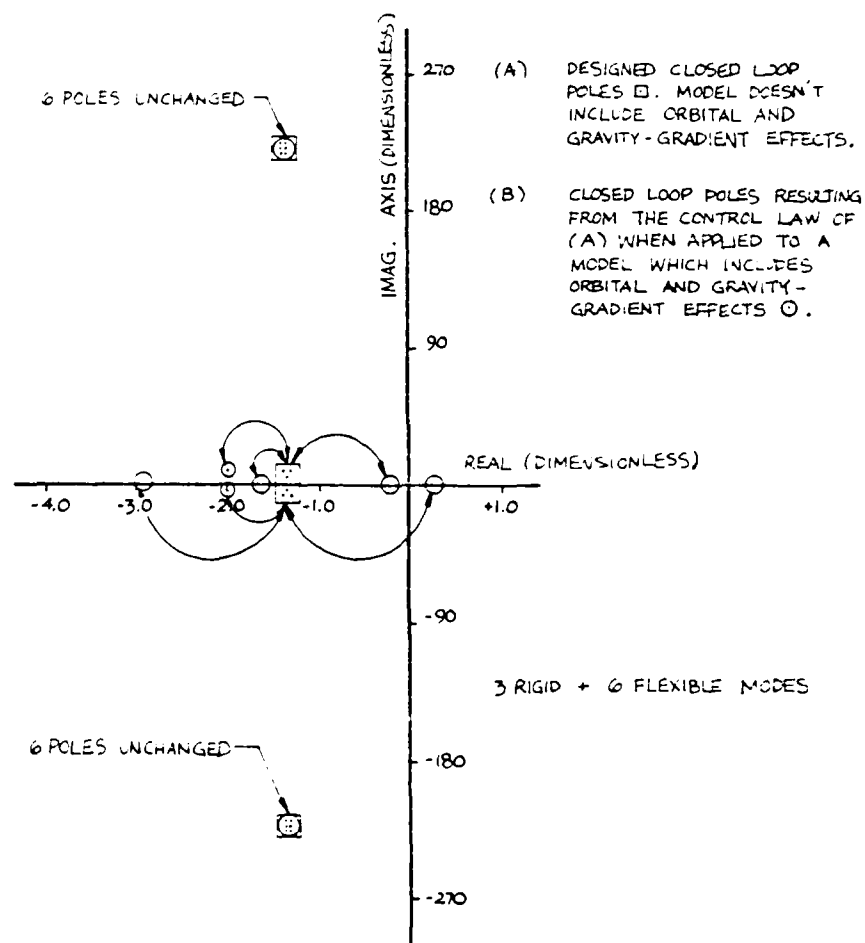 IMAG. AXIS (DIMENSIONLESS)
270
180
90
-90
-180
-270
6 POLES UNCHANGED
(A) DESIGNED CLOSED LOOP
POLES □. MODEL DOESN'T
INCLUDE ORBITAL AND
GRAVITY-GRADIENT EFFECTS.
(B) CLOSED LOOP POLES RESULTING
FROM THE CONTROL LAW OF
(A) WHEN APPLIED TO A
MODEL WHICH INCLUDES
ORBITAL AND GRAVITY-
GRADIENT EFFECTS ⊙.
REAL (DIMENSIONLESS)
-4.0 -3.0 -2.0 -1.0 +1.0
3 RIGID + 6 FLEXIBLE MODES
6 POLES UNCHANGED